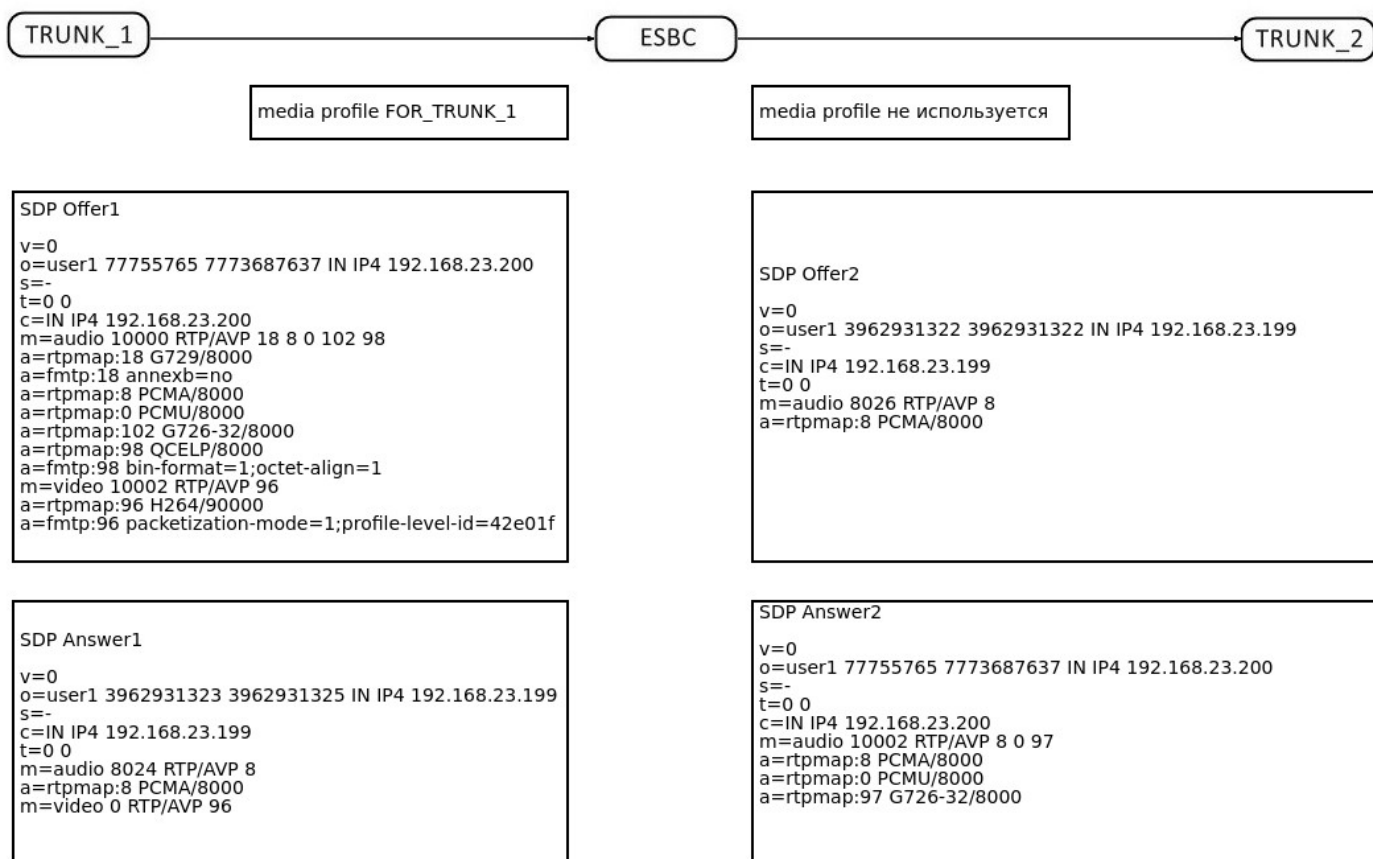 TRUNK_1
ESBC
TRUNK_2
media profile FOR_TRUNK_1
media profile не используется
SDP Offer1
v=0
o=user1 77755765 7773687637 IN IP4 192.168.23.200
s=-
t=0 0
c=IN IP4 192.168.23.200
m=audio 10000 RTP/AVP 18 8 0 102 98
a=rtpmap:18 G729/8000
a=fmtp:18 annexb=no
a=rtpmap:8 PCMA/8000
a=rtpmap:0 PCMU/8000
a=rtpmap:102 G726-32/8000
a=rtpmap:98 QCELP/8000
a=fmtp:98 bin-format=1;octet-align=1
m=video 10002 RTP/AVP 96
a=rtpmap:96 H264/90000
a=fmtp:96 packetization-mode=1;profile-level-id=42e01f
SDP Offer2
v=0
o=user1 3962931322 3962931322 IN IP4 192.168.23.199
s=-
c=IN IP4 192.168.23.199
t=0 0
m=audio 8026 RTP/AVP 8
a=rtpmap:8 PCMA/8000
SDP Answer1
v=0
o=user1 3962931323 3962931325 IN IP4 192.168.23.199
s=-
c=IN IP4 192.168.23.199
t=0 0
m=audio 8024 RTP/AVP 8
a=rtpmap:8 PCMA/8000
m=video 0 RTP/AVP 96
SDP Answer2
v=0
o=user1 77755765 7773687637 IN IP4 192.168.23.200
s=-
t=0 0
c=IN IP4 192.168.23.200
m=audio 10002 RTP/AVP 8 0 97
a=rtpmap:8 PCMA/8000
a=rtpmap:0 PCMU/8000
a=rtpmap:97 G726-32/8000